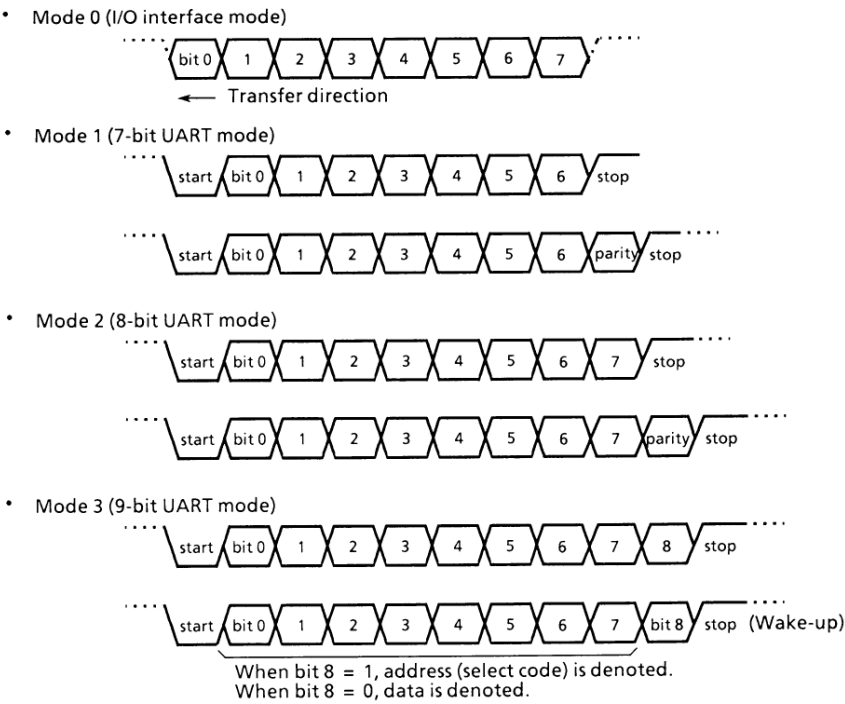 • Mode 0 (I/O interface mode)
bit 0 1 2 3 4 5 6 7
← Transfer direction
• Mode 1 (7-bit UART mode)
start bit 0 1 2 3 4 5 6 stop
start bit 0 1 2 3 4 5 6 parity stop
• Mode 2 (8-bit UART mode)
start bit 0 1 2 3 4 5 6 7 stop
start bit 0 1 2 3 4 5 6 7 parity stop
• Mode 3 (9-bit UART mode)
start bit 0 1 2 3 4 5 6 7 8 stop
start bit 0 1 2 3 4 5 6 7 bit 8 stop (Wake-up)
When bit 8 = 1, address (select code) is denoted.
When bit 8 = 0, data is denoted.